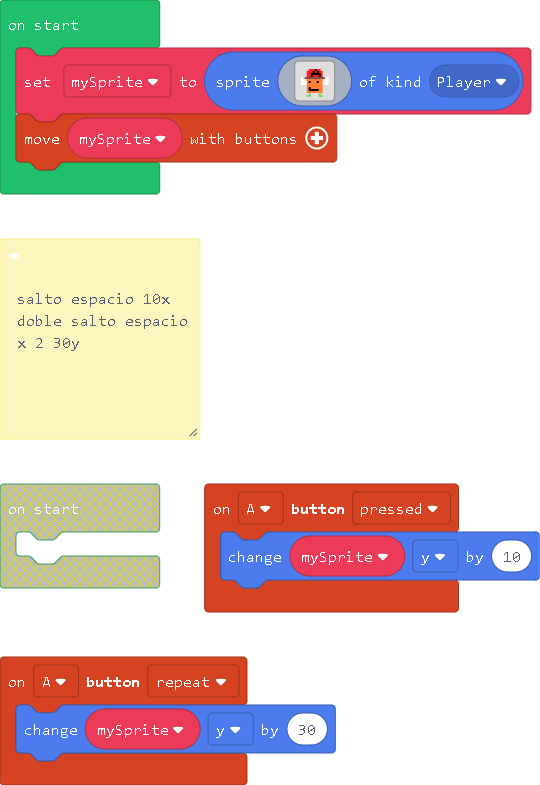 on start
set mySprite to sprite of kind Player
move mySprite with buttons
salto espacio 10x
doble salto espacio
x 2 30y
on start
on A button pressed
change mySprite y by 10
on A button repeat
change mySprite y by 30